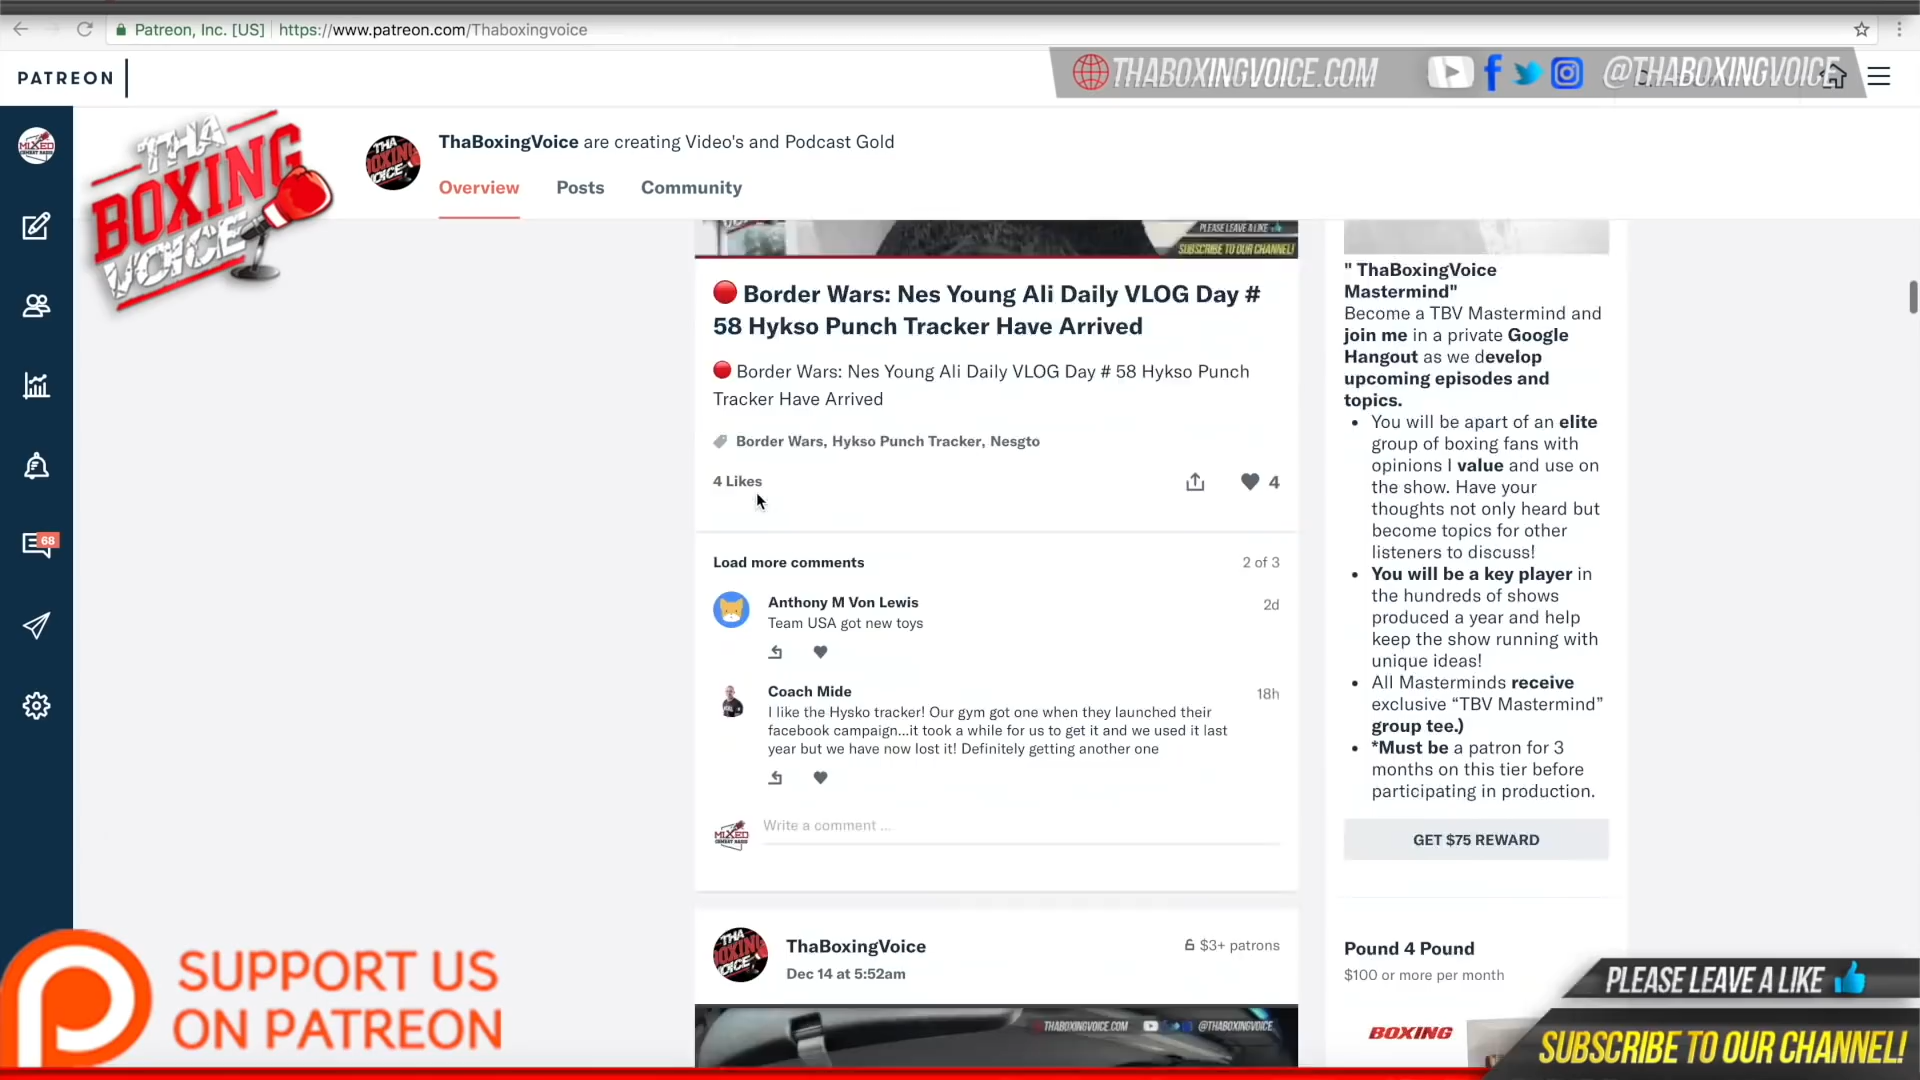 Patreon, Inc. [US] https://www.patreon.com/Thaboxingvoice
PATREON
THABOXINGVOICE.COM
@THABOXINGVOICE
THA BOXING VOICE
ThaBoxingVoice are creating Video's and Podcast Gold
Overview Posts Community
PLEASE LEAVE A LIKE
SUBSCRIBE TO OUR CHANNEL!
🔴 Border Wars: Nes Young Ali Daily VLOG Day #
58 Hykso Punch Tracker Have Arrived
🔴 Border Wars: Nes Young Ali Daily VLOG Day # 58 Hykso Punch
Tracker Have Arrived
Border Wars, Hykso Punch Tracker, Nesgto
4 Likes
4
Load more comments
2 of 3
Anthony M Von Lewis
2d
Team USA got new toys
Coach Mide
18h
I like the Hysko tracker! Our gym got one when they launched their
facebook campaign...it took a while for us to get it and we used it last
year but we have now lost it! Definitely getting another one
MIXED
COMBAT RADIO
Write a comment ...
THA BOXING VOICE
ThaBoxingVoice
$3+ patrons
Dec 14 at 5:52am
THABOXINGVOICE.COM
@THABOXINGVOICE
" ThaBoxingVoice
Mastermind"
Become a TBV Mastermind and
join me in a private Google
Hangout as we develop
upcoming episodes and
topics.
• You will be apart of an elite
group of boxing fans with
opinions I value and use on
the show. Have your
thoughts not only heard but
become topics for other
listeners to discuss!
• You will be a key player in
the hundreds of shows
produced a year and help
keep the show running with
unique ideas!
• All Masterminds receive
exclusive “TBV Mastermind”
group tee.)
• *Must be a patron for 3
months on this tier before
participating in production.
GET $75 REWARD
Pound 4 Pound
$100 or more per month
BOXING
68
SUPPORT US
ON PATREON
PLEASE LEAVE A LIKE
SUBSCRIBE TO OUR CHANNEL!